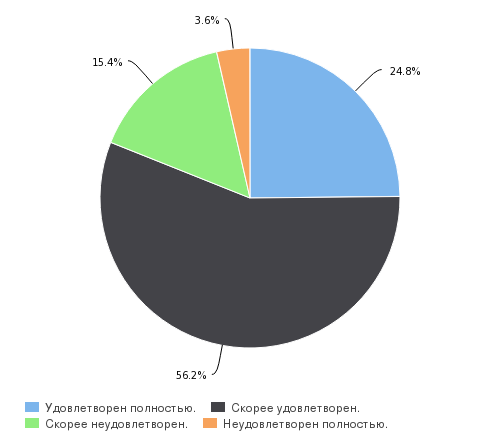 3.6%
15.4%
24.8%
56.2%
Удовлетворен полностью. Скорее удовлетворен.
Скорее неудовлетворен. Неудовлетворен полностью.